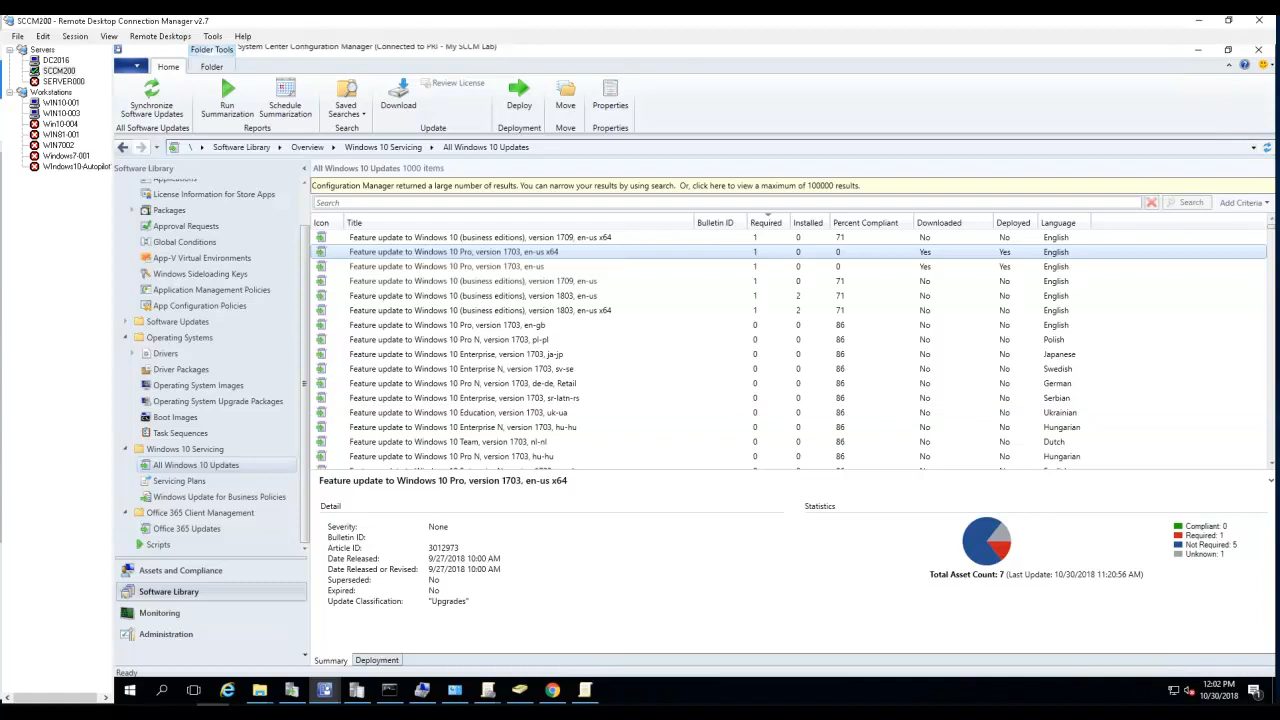 SCCM200 - Remote Desktop Connection Manager v2.7
File Edit Session View Remote Desktops Tools Help
Servers
DC2016
SCCM200
SERVER000
Workstations
WIN10-001
WIN10-003
Win10-004
WIN81-001
WIN7002
Windows7-001
Windows10-Autopilot
Folder Tools System Center Configuration Manager (Connected to PRI - My SCCM Lab)
Home Folder
Synchronize Software Updates
All Software Updates
Run Summarization
Schedule Summarization
Reports
Saved Searches
Search
Download
Review License
Update
Deploy
Deployment
Move
Move
Properties
Properties
\ Software Library Overview Windows 10 Servicing All Windows 10 Updates
Software Library
License Information for Store Apps
Packages
Approval Requests
Global Conditions
App-V Virtual Environments
Windows Sideloading Keys
Application Management Policies
App Configuration Policies
Software Updates
Operating Systems
Drivers
Driver Packages
Operating System Images
Operating System Upgrade Packages
Boot Images
Task Sequences
Windows 10 Servicing
All Windows 10 Updates
Servicing Plans
Windows Update for Business Policies
Office 365 Client Management
Office 365 Updates
Scripts
Assets and Compliance
Software Library
Monitoring
Administration
Ready
All Windows 10 Updates 1000 items
Configuration Manager returned a large number of results. You can narrow your results by using search. Or, click here to view a maximum of 100000 results.
Search Search Add Criteria
Icon Title Bulletin ID Required Installed Percent Compliant Downloaded Deployed Language
Feature update to Windows 10 (business editions), version 1709, en-us x64 1 0 71 No No English
Feature update to Windows 10 Pro, version 1703, en-us x64 1 0 0 Yes Yes English
Feature update to Windows 10 Pro, version 1703, en-us 1 0 0 Yes Yes English
Feature update to Windows 10 (business editions), version 1709, en-us 1 0 71 No No English
Feature update to Windows 10 (business editions), version 1803, en-us 1 2 71 No No English
Feature update to Windows 10 (business editions), version 1803, en-us x64 1 2 71 No No English
Feature update to Windows 10 Pro, version 1703, en-gb 0 0 86 No No English
Feature update to Windows 10 Pro N, version 1703, pl-pl 0 0 86 No No Polish
Feature update to Windows 10 Enterprise, version 1703, ja-jp 0 0 86 No No Japanese
Feature update to Windows 10 Enterprise N, version 1703, sv-se 0 0 86 No No Swedish
Feature update to Windows 10 Pro N, version 1703, de-de, Retail 0 0 86 No No German
Feature update to Windows 10 Enterprise, version 1703, sr-latn-rs 0 0 86 No No Serbian
Feature update to Windows 10 Education, version 1703, uk-ua 0 0 86 No No Ukrainian
Feature update to Windows 10 Enterprise N, version 1703, hu-hu 0 0 86 No No Hungarian
Feature update to Windows 10 Team, version 1703, nl-nl 0 0 86 No No Dutch
Feature update to Windows 10 Pro N, version 1703, hu-hu 0 0 86 No No Hungarian
Feature update to Windows 10 Pro, version 1703, en-us x64
Detail
Severity: None
Bulletin ID:
Article ID: 3012973
Date Released: 9/27/2018 10:00 AM
Date Released or Revised: 9/27/2018 10:00 AM
Superseded: No
Expired: No
Update Classification: "Upgrades"
Statistics
Compliant: 0
Required: 1
Not Required: 5
Unknown: 1
Total Asset Count: 7 (Last Update: 10/30/2018 11:20:56 AM)
Summary Deployment
12:02 PM
10/30/2018